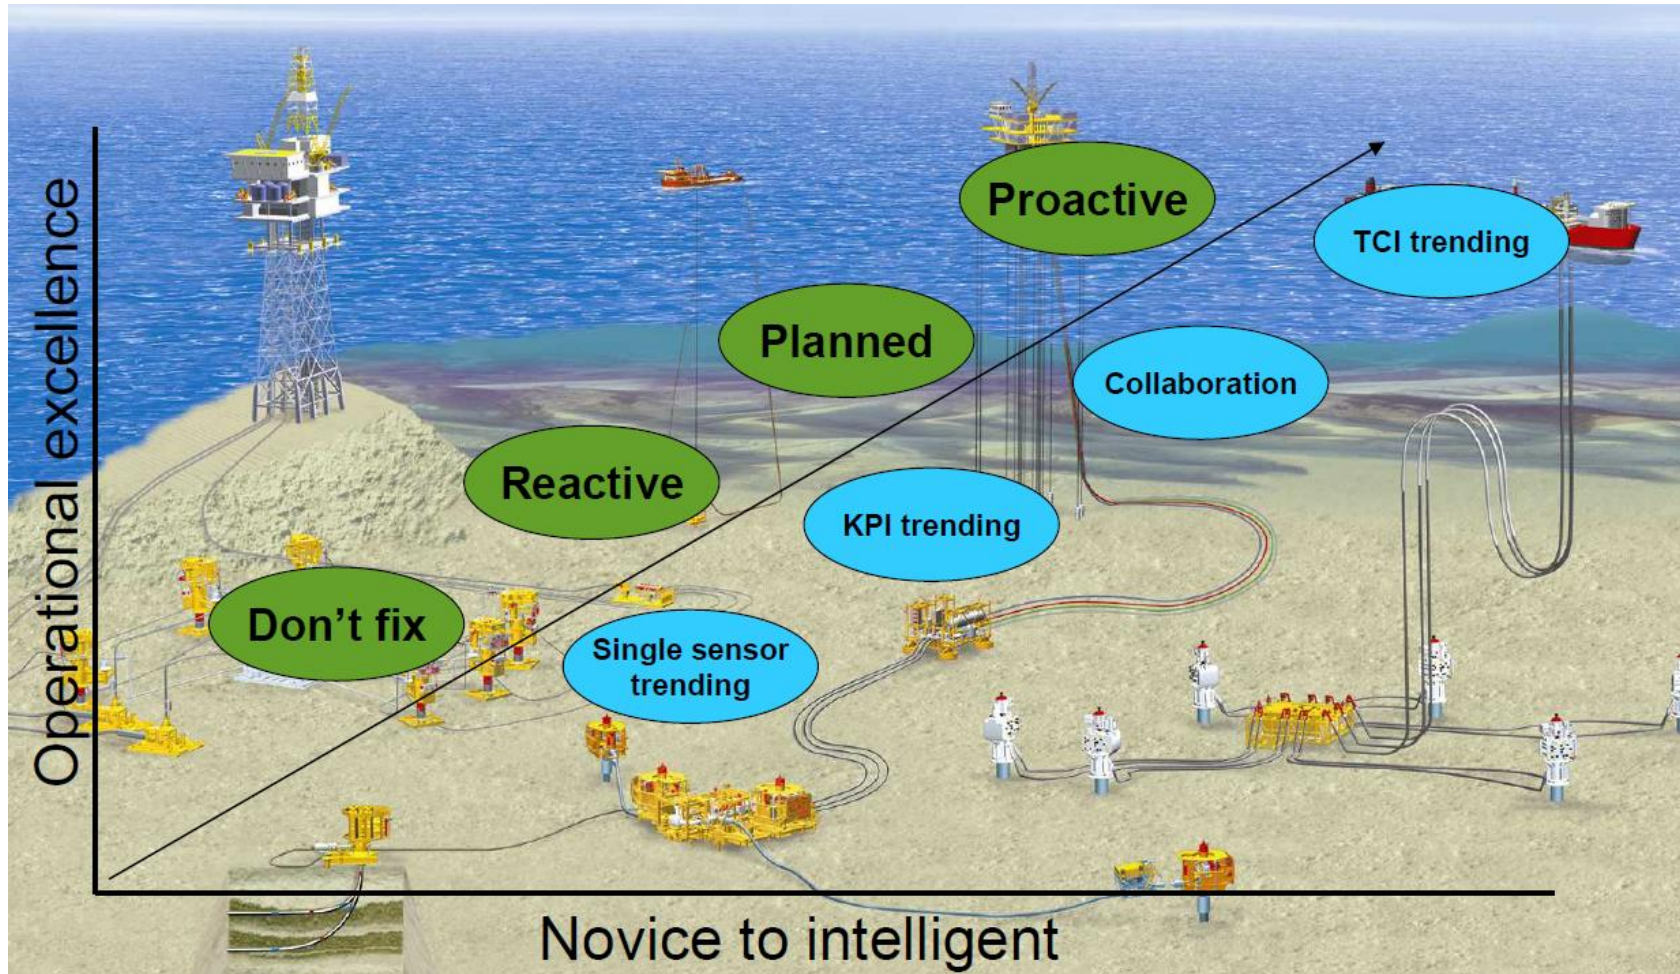 Operational excellence
Proactive
TCI trending
Planned
Collaboration
Reactive
KPI trending
Don't fix
Single sensor
trending
Novice to intelligent